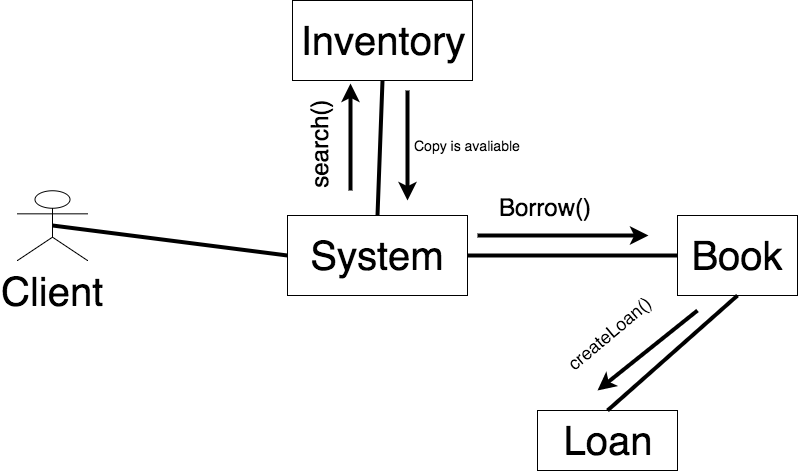 Inventory
search()
Copy is avaliable
Borrow()
Client
System
Book
createLoan()
Loan